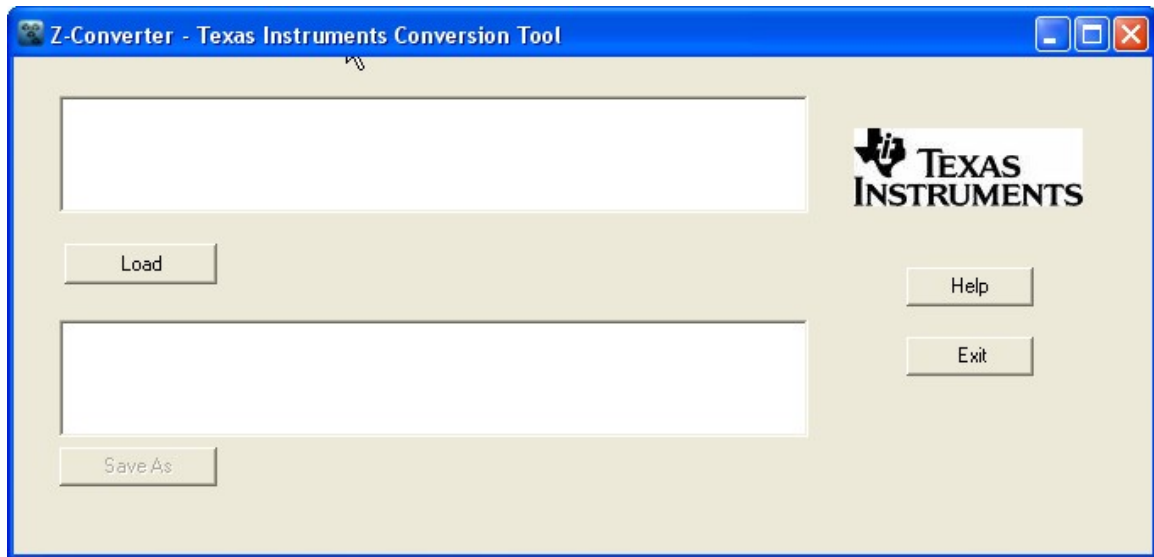 Z-Converter - Texas Instruments Conversion Tool
TEXAS
INSTRUMENTS
Load
Help
Exit
Save As